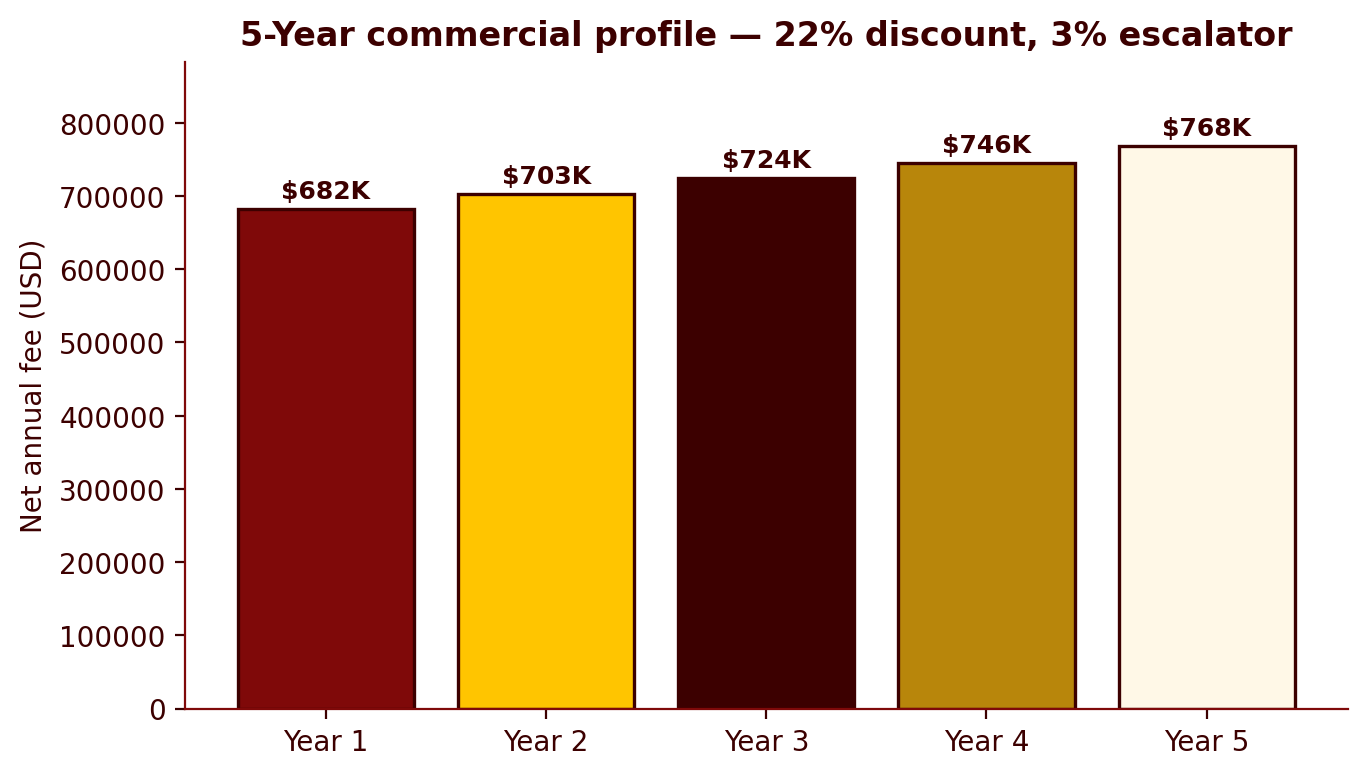 5-Year commercial profile — 22% discount, 3% escalator
Net annual fee (USD)
800000
700000
600000
500000
400000
300000
200000
100000
0
$682K
$703K
$724K
$746K
$768K
Year 1
Year 2
Year 3
Year 4
Year 5